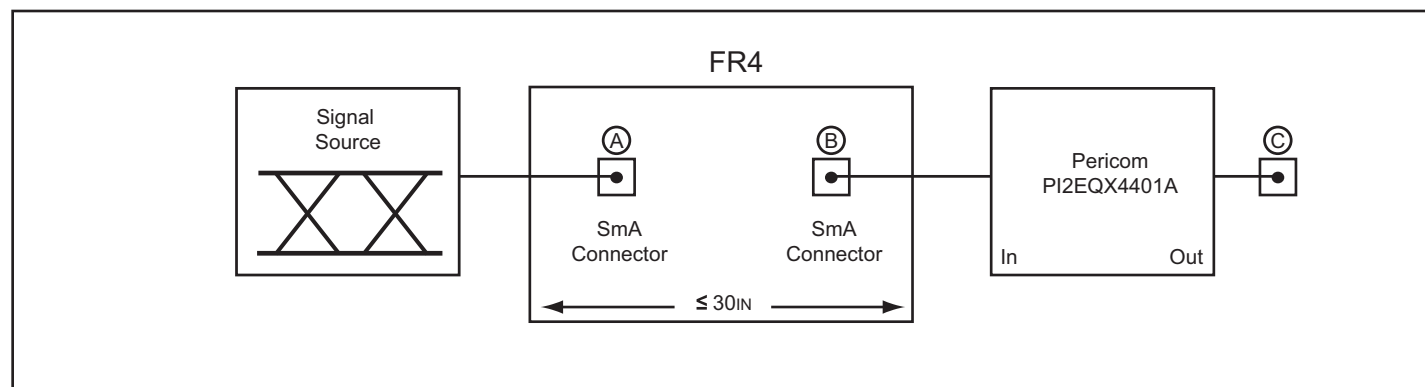 FR4
Signal
Source
A
B
C
Pericom
PI2EQX4401A
SmA
Connector
SmA
Connector
In
Out
≤ 30IN